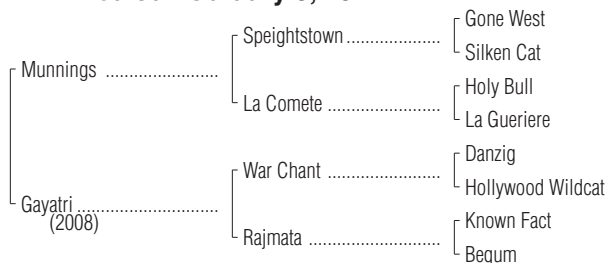 Gone West
Speightstown
Silken Cat
Munnings
Holy Bull
La Comete
La Gueriere
Danzig
War Chant
Hollywood Wildcat
Gayatri
(2008)
Known Fact
Rajmata
Begum